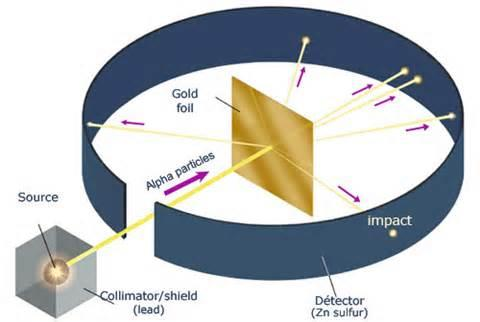 Gold
foil
Alpha particles
Source
impact
Collimator/shield
(lead)
Détector
(Zn sulfur)